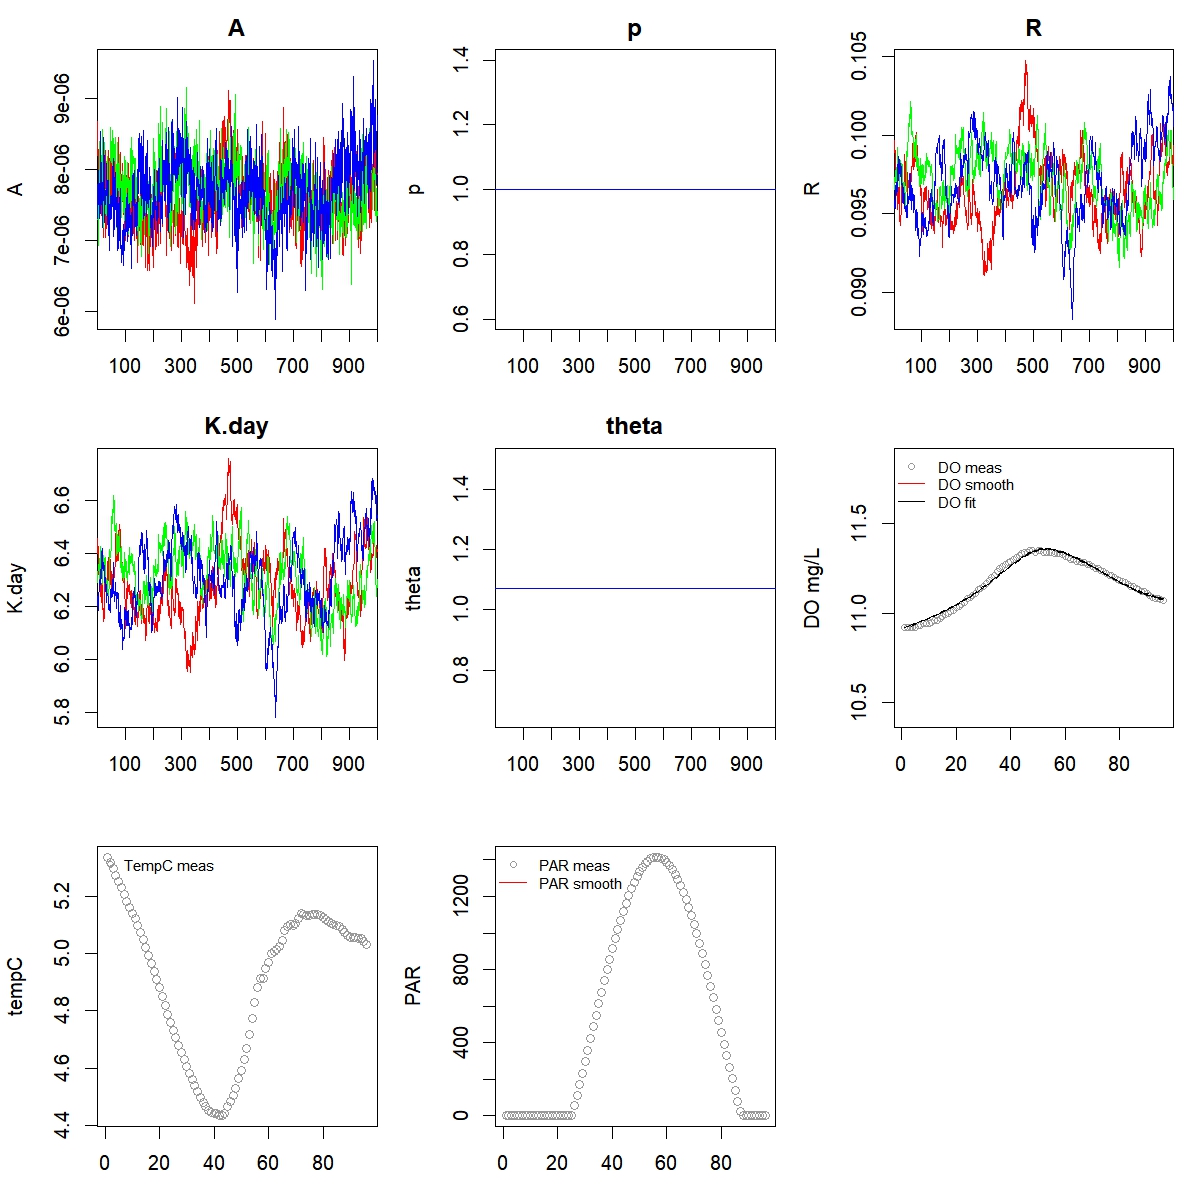 A
p
R
A
9e-06
8e-06
7e-06
6e-06
100 300 500 700 900
p
1.4
1.2
1.0
0.8
0.6
100 300 500 700 900
R
0.105
0.100
0.095
0.090
100 300 500 700 900
K.day
theta
K.day
6.6
6.4
6.2
6.0
5.8
100 300 500 700 900
theta
1.4
1.2
1.0
0.8
100 300 500 700 900
DO mg/L
11.5
11.0
10.5
DO meas
DO smooth
DO fit
0 20 40 60 80
tempC
5.2
5.0
4.8
4.6
4.4
TempC meas
0 20 40 60 80
PAR
1200
800
400
0
PAR meas
PAR smooth
0 20 40 60 80